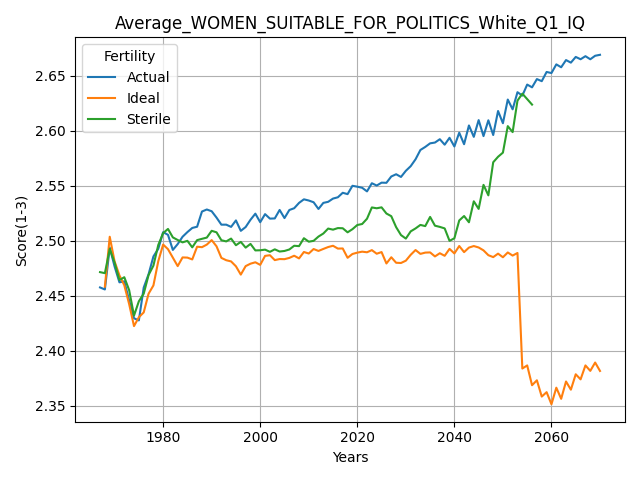 Average_WOMEN_SUITABLE_FOR_POLITICS_White_Q1_IQ
Fertility
Actual
Ideal
Sterile
Score(1-3)
2.65
2.60
2.55
2.50
2.45
2.40
2.35
1980 2000 2020 2040 2060
Years